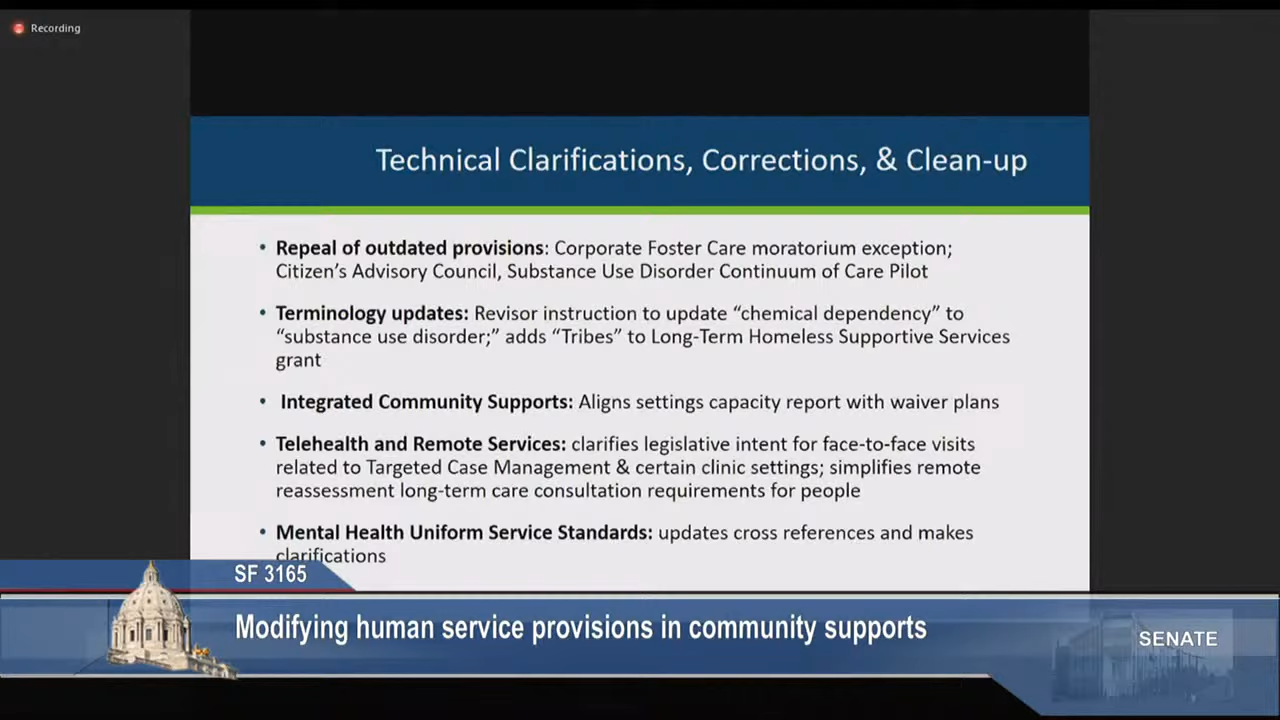 Recording
Technical Clarifications, Corrections, & Clean-up
• Repeal of outdated provisions: Corporate Foster Care moratorium exception;
Citizen’s Advisory Council, Substance Use Disorder Continuum of Care Pilot
• Terminology updates: Revisor instruction to update “chemical dependency” to
“substance use disorder;” adds “Tribes” to Long-Term Homeless Supportive Services
grant
• Integrated Community Supports: Aligns settings capacity report with waiver plans
• Telehealth and Remote Services: clarifies legislative intent for face-to-face visits
related to Targeted Case Management & certain clinic settings; simplifies remote
reassessment long-term care consultation requirements for people
• Mental Health Uniform Service Standards: updates cross references and makes
clarifications
SF 3165
Modifying human service provisions in community supports
SENATE